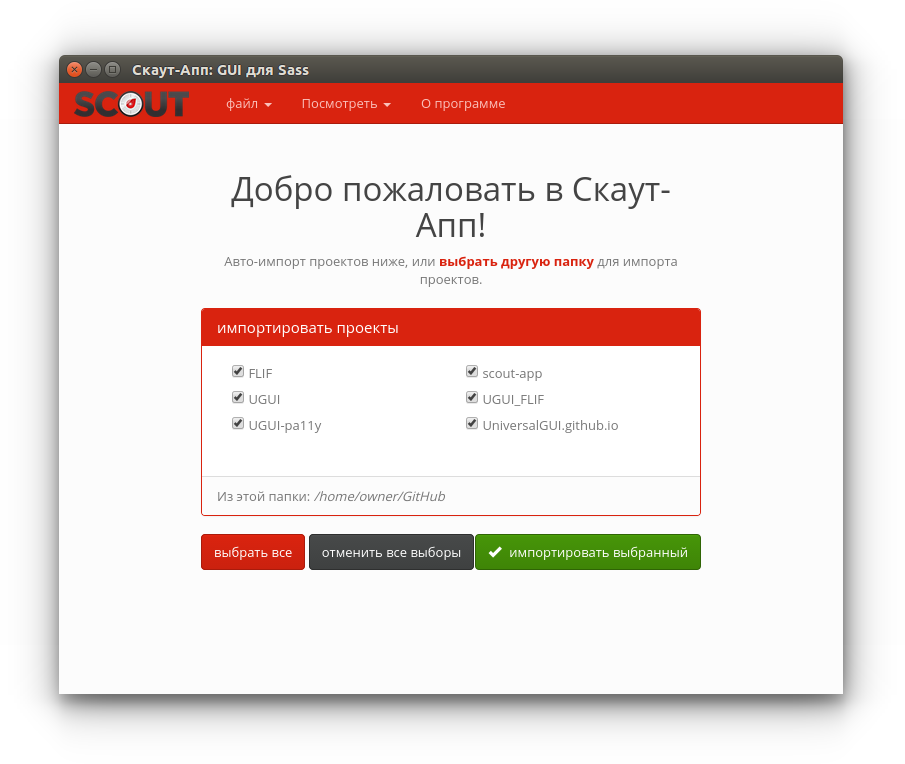 Скаут-Апп: GUI для Sass
SCOUT
файл
Посмотреть
О программе
Добро пожаловать в Скаут-
Апп!
Авто-импорт проектов ниже, или выбрать другую папку для импорта
проектов.
импортировать проекты
FLIF
scout-app
UGUI
UGUI_FLIF
UGUI-pa11y
UniversalGUI.github.io
Из этой папки: /home/owner/GitHub
выбрать все
отменить все выборы
импортировать выбранный